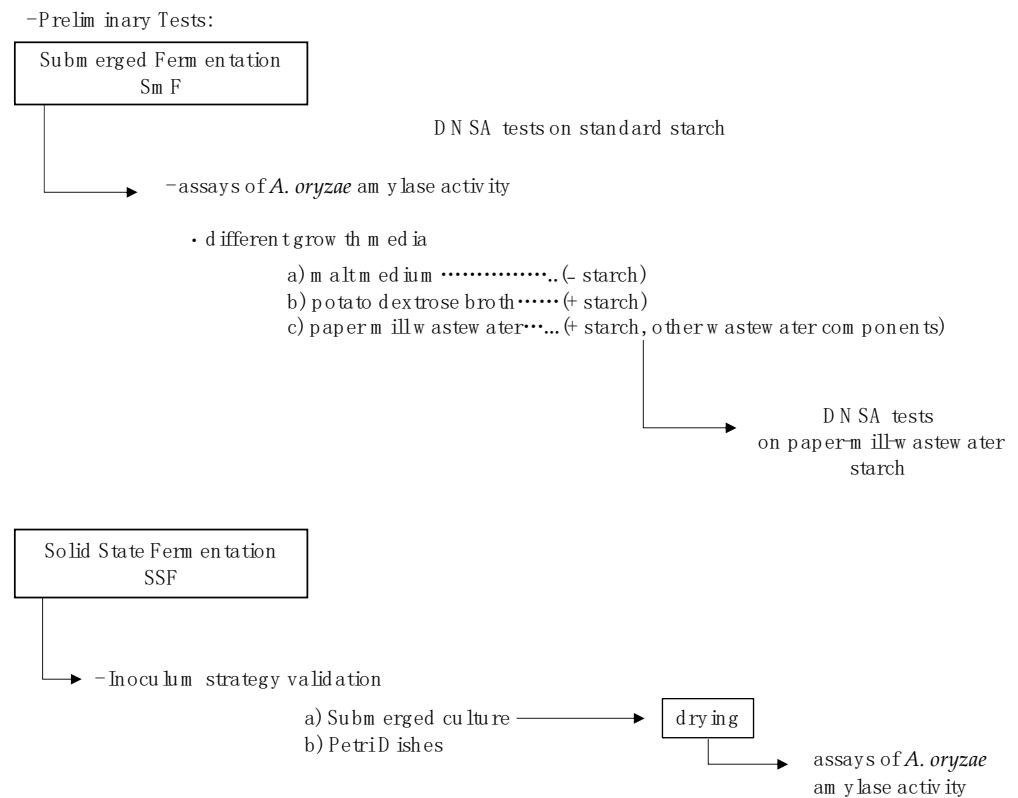 -Preliminary Tests:
Submerged Fermentation
SmF
DNSA tests on standard starch
-assays of A. oryzae amylase activity
· different growth media
a) malt medium ……………..(- starch)
b) potato dextrose broth……(+ starch)
c) paper mill wastewater…...(+ starch, other wastewater components)
DNSA tests
on paper-mill-wastewater
starch
Solid State Fermentation
SSF
-Inoculum strategy validation
a) Submerged culture
drying
b) Petri Dishes
assays of A. oryzae
amylase activity